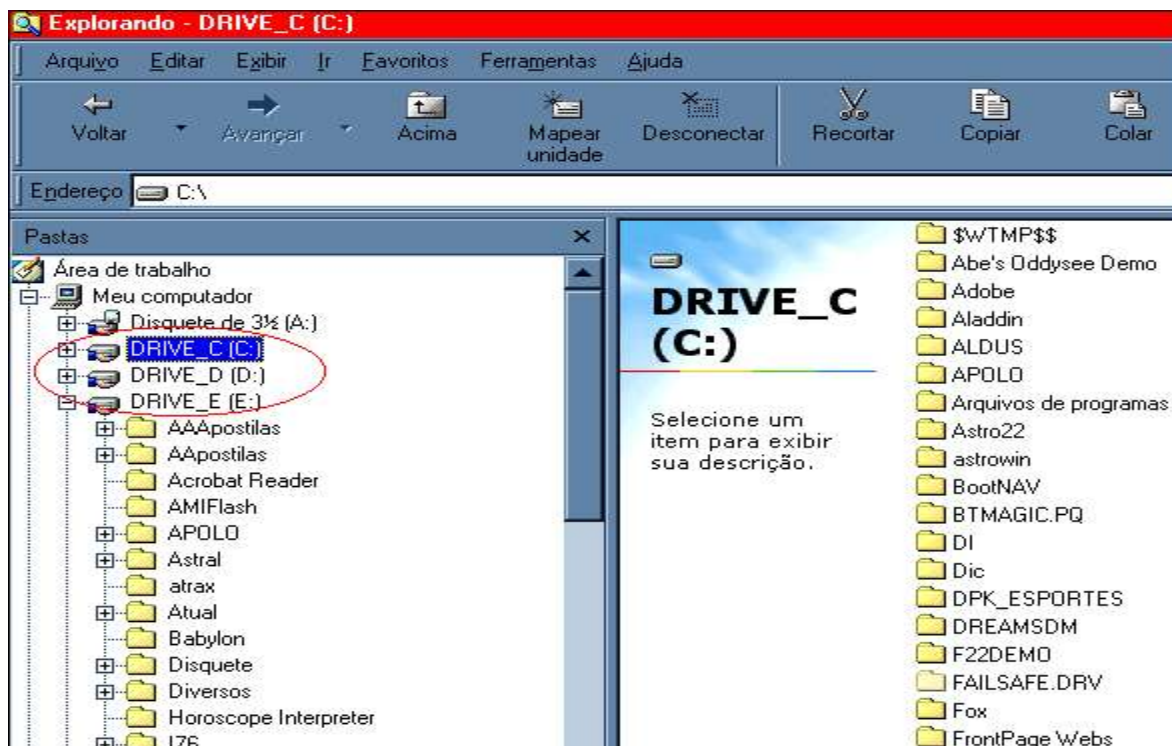 Explorando - DRIVE_C (C:)
Arquivo Editar Exibir Ir Favoritos Ferramentas Ajuda
Voltar Avançar Acima Mapear unidade Desconectar Recortar Copiar Colar
Endereço C:\
Pastas
Área de trabalho
Meu computador
Disquete de 3½ (A:)
DRIVE_C (C:)
DRIVE_D (D:)
DRIVE_E (E:)
AAApostilas
AApostilas
Acrobat Reader
AMIFlash
APOLO
Astral
atrax
Atual
Babylon
Disquete
Diversos
Horoscope Interpreter
I76
DRIVE_C
(C:)
Selecione um
item para exibir
sua descrição.
$WTMP$$
Abe's Oddysee Demo
Adobe
Aladdin
ALDUS
APOLO
Arquivos de programas
Astro22
astrowin
BootNAV
BTMAGIC.PQ
DI
Dic
DPK_ESPORTES
DREAMSDM
F22DEMO
FAILSAFE.DRV
Fox
FrontPage Webs